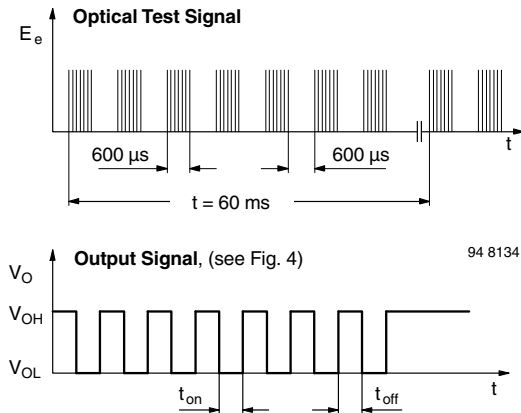 Optical Test Signal
E e
t
600 µs
600 µs
t = 60 ms
Output Signal, (see Fig. 4)
94 8134
VO
VOH
VOL
ton
toff
t